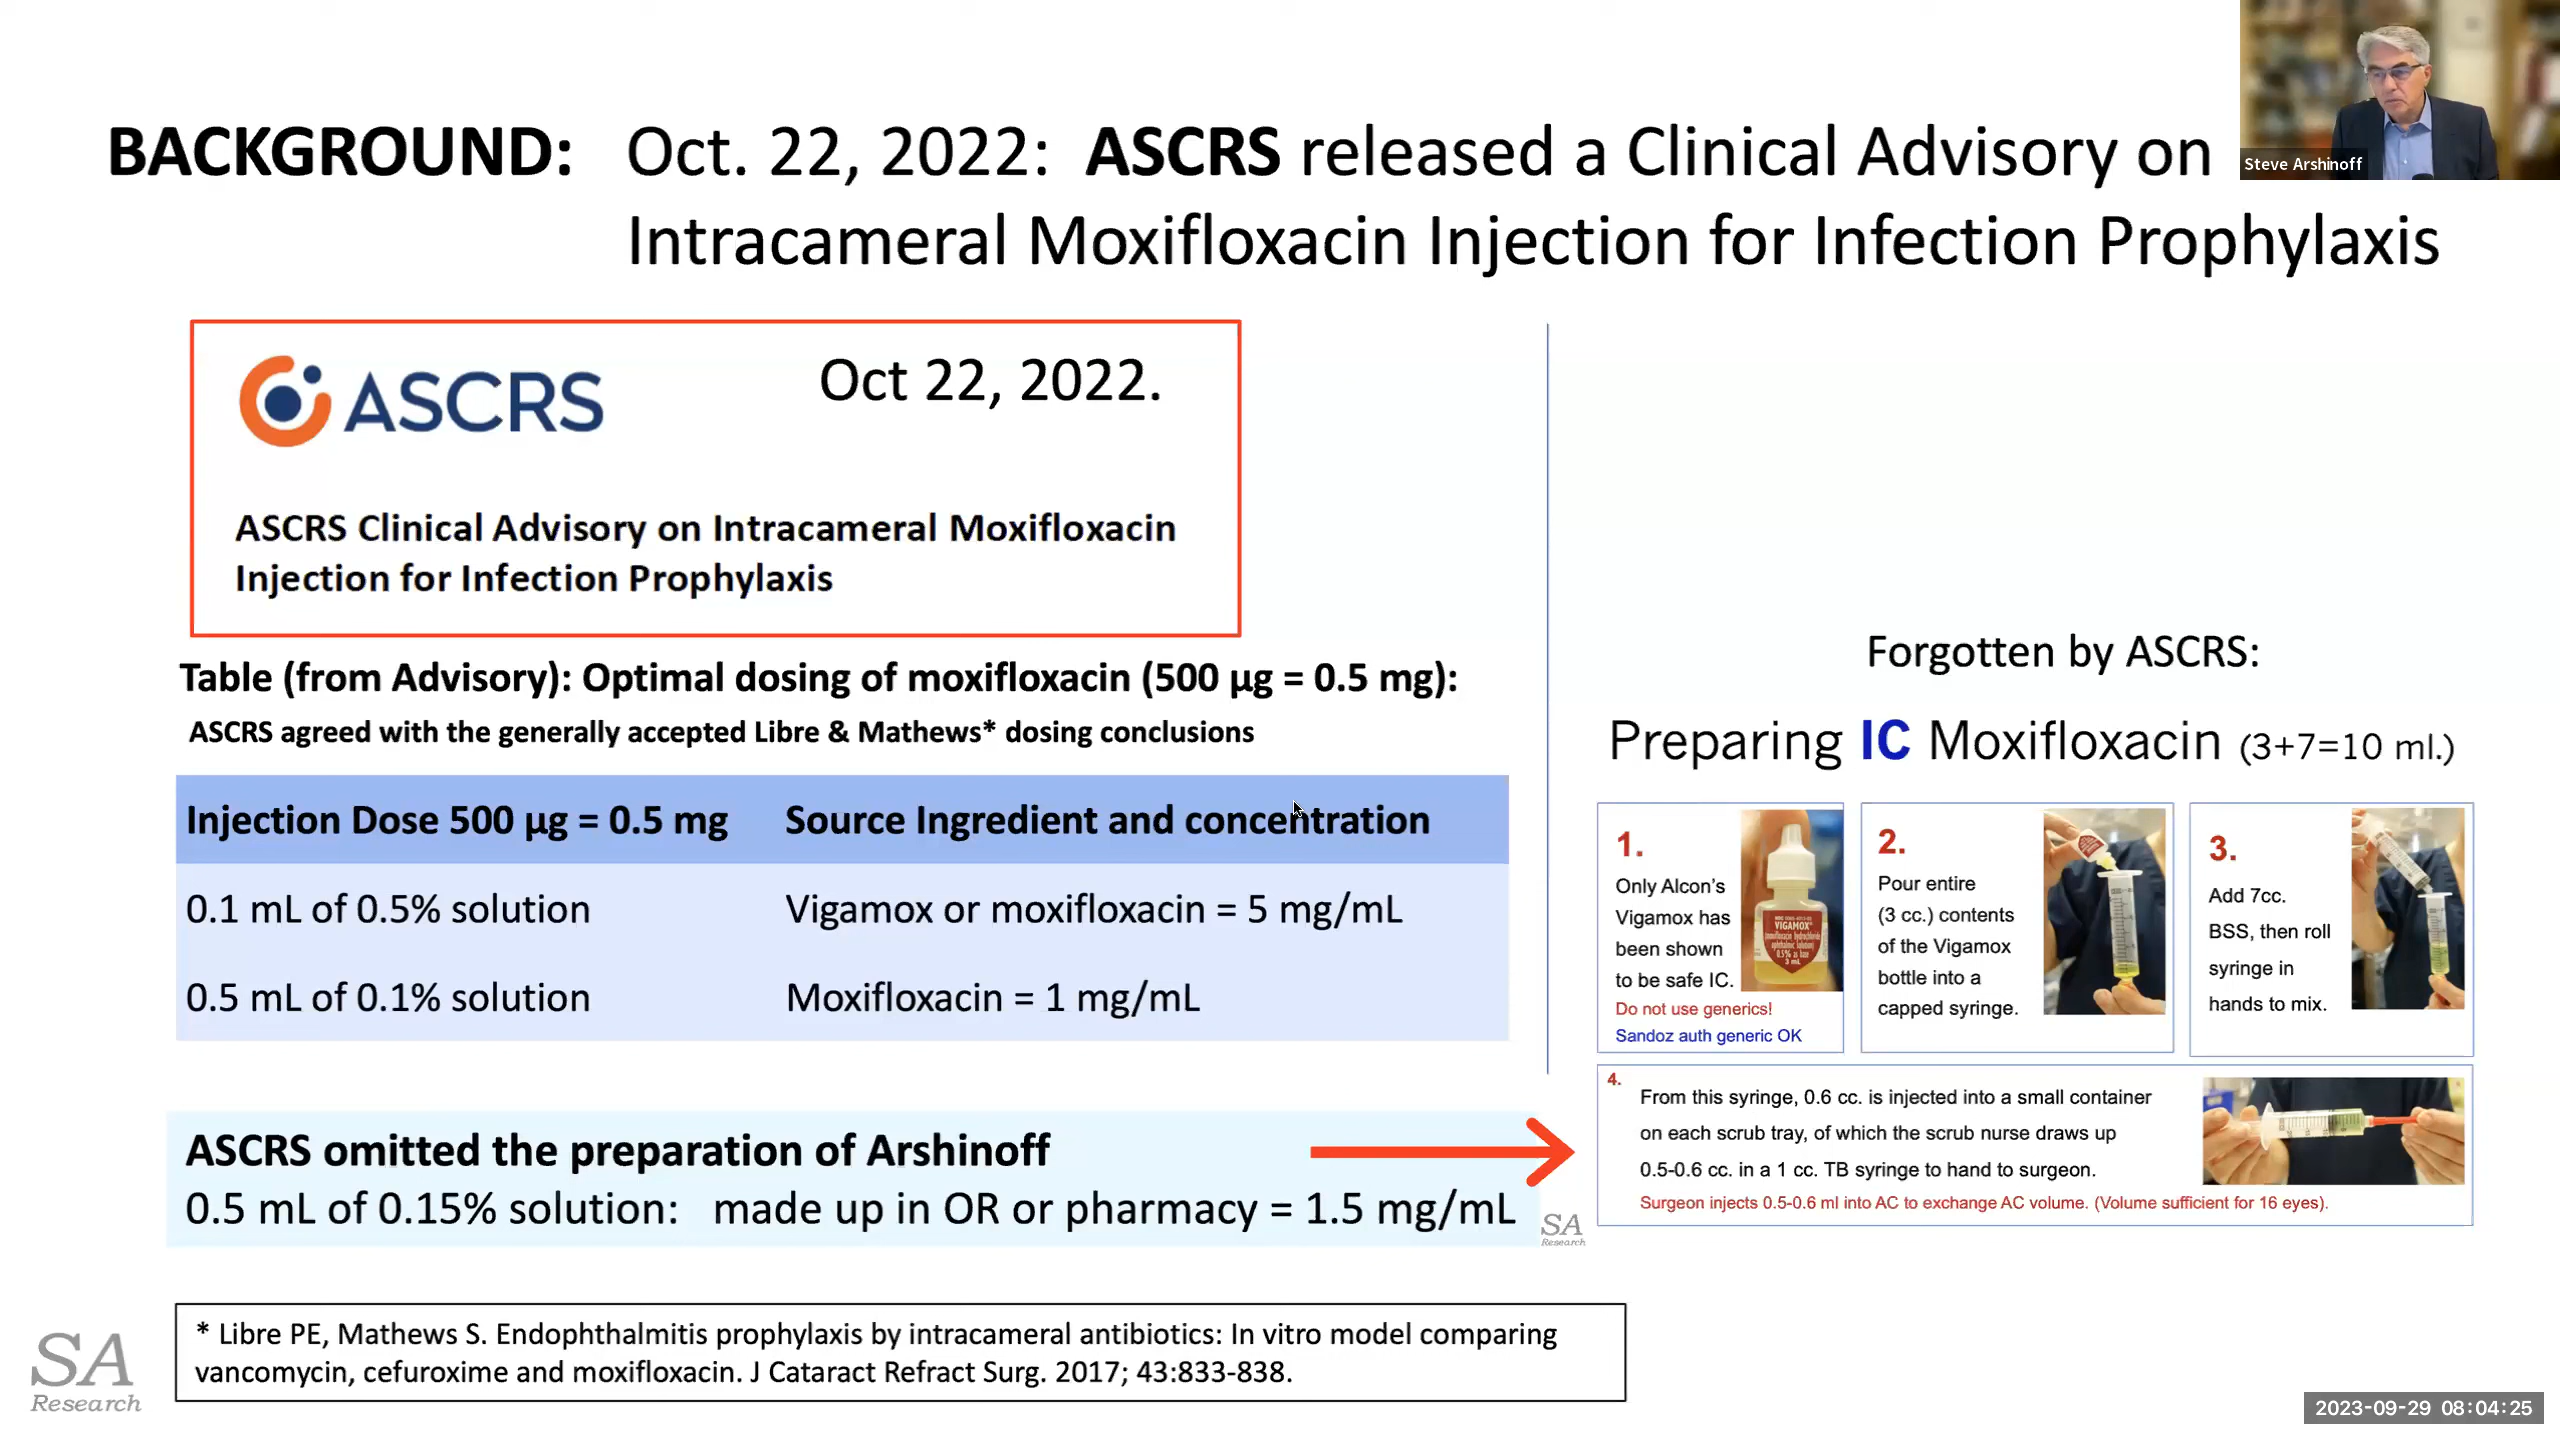 Steve Arshinoff
BACKGROUND: Oct. 22, 2022: ASCRS released a Clinical Advisory on
Intracameral Moxifloxacin Injection for Infection Prophylaxis
ASCRS
Oct 22, 2022.
ASCRS Clinical Advisory on Intracameral Moxifloxacin
Injection for Infection Prophylaxis
Table (from Advisory): Optimal dosing of moxifloxacin (500 µg = 0.5 mg):
ASCRS agreed with the generally accepted Libre & Mathews* dosing conclusions
Injection Dose 500 µg = 0.5 mg Source Ingredient and concentration
0.1 mL of 0.5% solution Vigamox or moxifloxacin = 5 mg/mL
0.5 mL of 0.1% solution Moxifloxacin = 1 mg/mL
ASCRS omitted the preparation of Arshinoff
0.5 mL of 0.15% solution: made up in OR or pharmacy = 1.5 mg/mL
Forgotten by ASCRS:
Preparing IC Moxifloxacin (3+7=10 ml.)
1.
Only Alcon's
Vigamox has
been shown
to be safe IC.
Do not use generics!
Sandoz auth generic OK
VIGAMOX
3 mL
2.
Pour entire
(3 cc.) contents
of the Vigamox
bottle into a
capped syringe.
3.
Add 7cc.
BSS, then roll
syringe in
hands to mix.
4.
From this syringe, 0.6 cc. is injected into a small container
on each scrub tray, of which the scrub nurse draws up
0.5-0.6 cc. in a 1 cc. TB syringe to hand to surgeon.
Surgeon injects 0.5-0.6 ml into AC to exchange AC volume. (Volume sufficient for 16 eyes).
SA
Research
* Libre PE, Mathews S. Endophthalmitis prophylaxis by intracameral antibiotics: In vitro model comparing
vancomycin, cefuroxime and moxifloxacin. J Cataract Refract Surg. 2017; 43:833-838.
SA
Research
2023-09-29 08:04:25